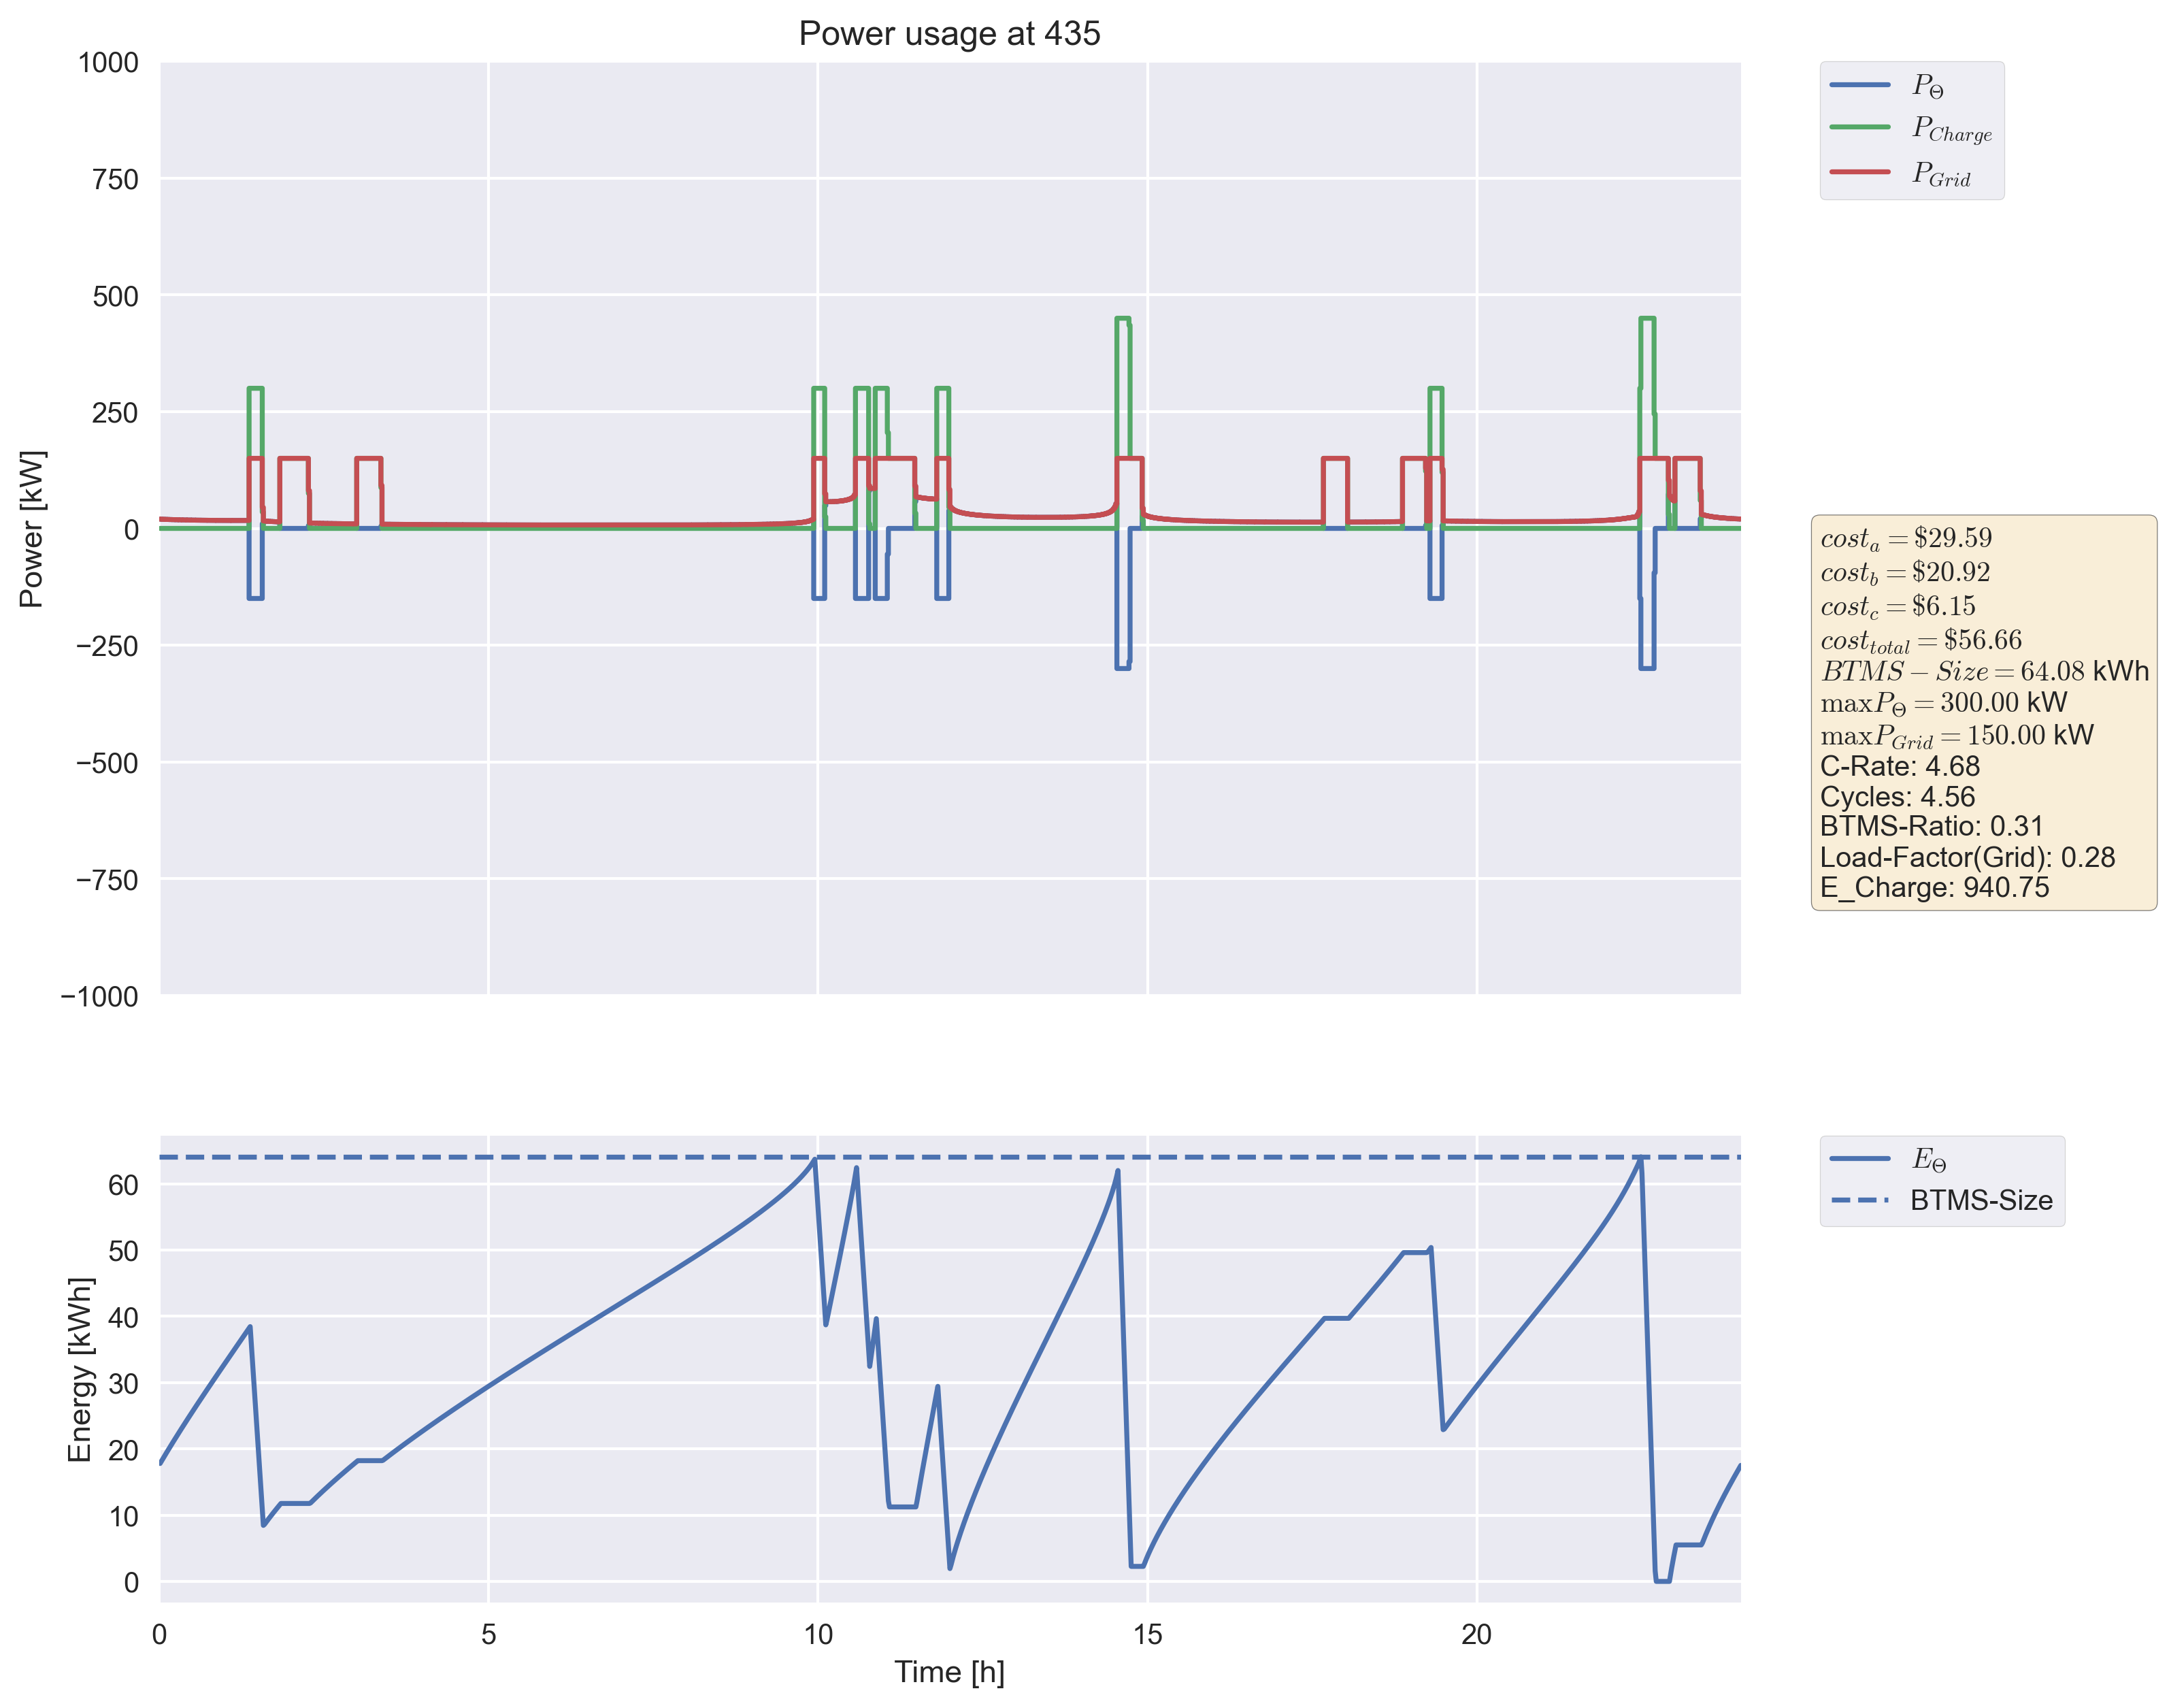 Power usage at 435
1000
750
500
250
0
−250
−500
−750
−1000
Power [kW]
P_Θ
P_Charge
P_Grid
cost_a = $29.59
cost_b = $20.92
cost_c = $6.15
cost_total = $56.66
BTMS − Size = 64.08 kWh
maxP_Θ = 300.00 kW
maxP_Grid = 150.00 kW
C-Rate: 4.68
Cycles: 4.56
BTMS-Ratio: 0.31
Load-Factor(Grid): 0.28
E_Charge: 940.75
60
50
40
30
20
10
0
Energy [kWh]
E_Θ
BTMS-Size
0 5 10 15 20
Time [h]